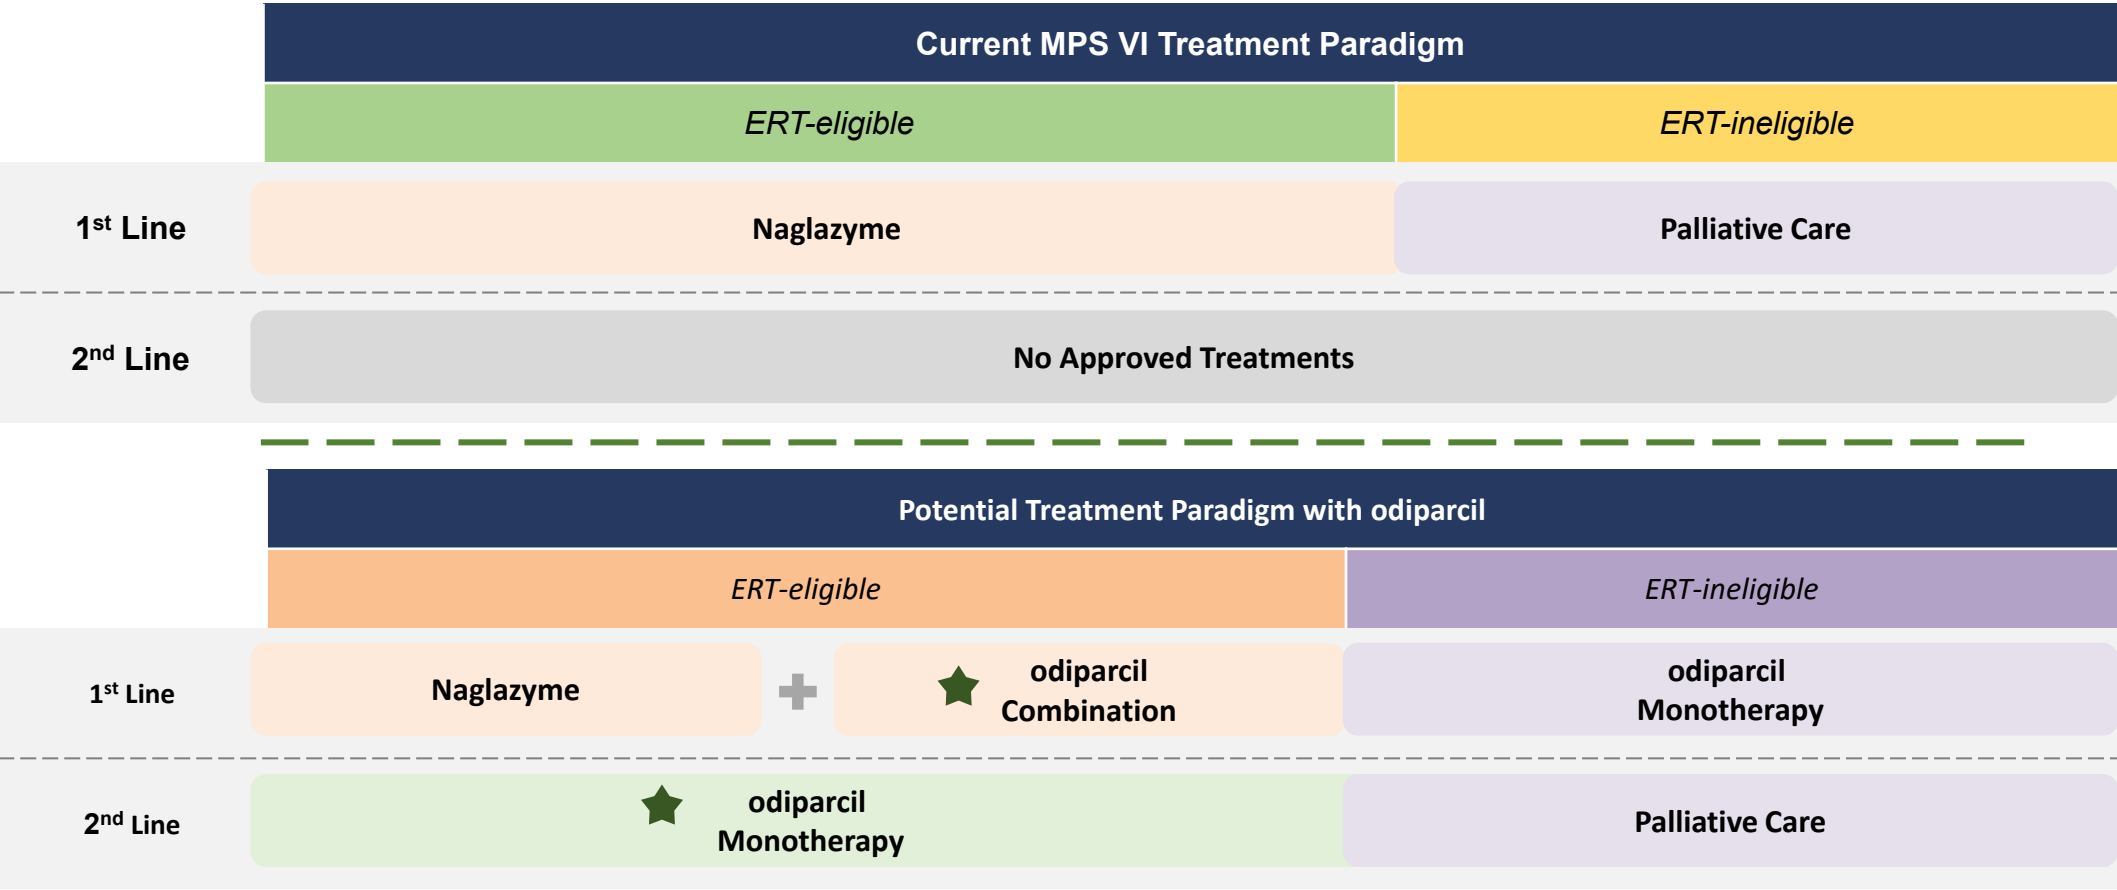 Current MPS VI Treatment Paradigm
ERT-eligible
ERT-ineligible
1st Line
Naglazyme
Palliative Care
2nd Line
No Approved Treatments
Potential Treatment Paradigm with odiparcil
ERT-eligible
ERT-ineligible
1st Line
Naglazyme
odiparcil
Combination
odiparcil
Monotherapy
2nd Line
odiparcil
Monotherapy
Palliative Care